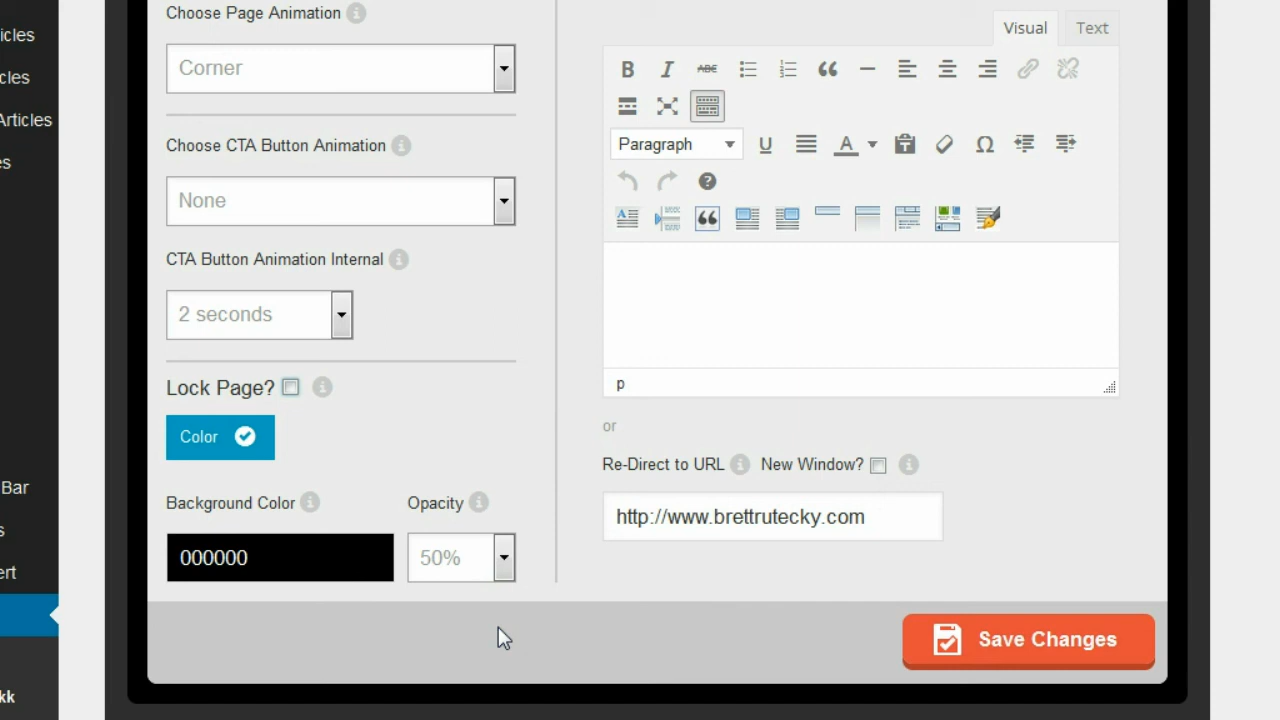 icles
cles
Articles
s
Bar
s
ert
kk
Choose Page Animation
Corner
Choose CTA Button Animation
None
CTA Button Animation Internal
2 seconds
Lock Page?
Color
Background Color
Opacity
000000
50%
Visual
Text
B I ABC
Paragraph U A T Ω
?
A
p
or
Re-Direct to URL New Window?
http://www.brettrutecky.com
Save Changes